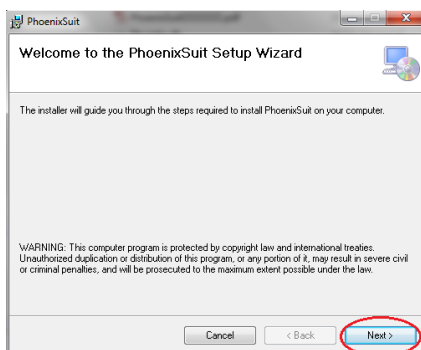 PhoenixSuit
Welcome to the PhoenixSuit Setup Wizard
The installer will guide you through the steps required to install PhoenixSuit on your computer.
WARNING: This computer program is protected by copyright law and international treaties.
Unauthorized duplication or distribution of this program, or any portion of it, may result in severe civil
or criminal penalties, and will be prosecuted to the maximum extent possible under the law.
Cancel
< Back
Next >